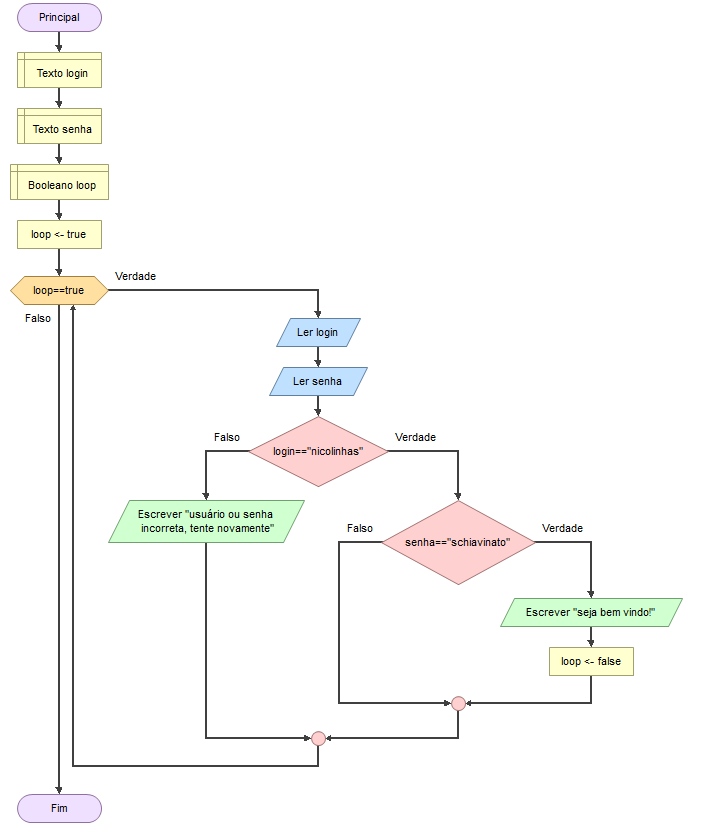 Principal
Texto login
Texto senha
Booleano loop
loop <- true
Verdade
loop==true
Falso
Ler login
Ler senha
Falso
Verdade
login=="nicolinhas"
Escrever "usuário ou senha
incorreta, tente novamente"
Falso
Verdade
senha=="schiavinato"
Escrever "seja bem vindo!"
loop <- false
Fim